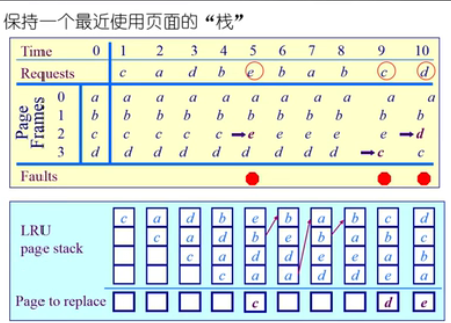 保持一个最近使用页面的“栈”
Time 0 1 2 3 4 5 6 7 8 9 10
Requests c a d b e b a b c d
Page Frames
0 a a a a a a a a a a a
1 b b b b b b b b b b b
2 c c c c c e e e e e d
3 d d d d d d d d d c c
Faults
LRU page stack
c a d b e b a b c d
c a d b e b a b c
c a d d e e a b
c a a d d e a
Page to replace c d e